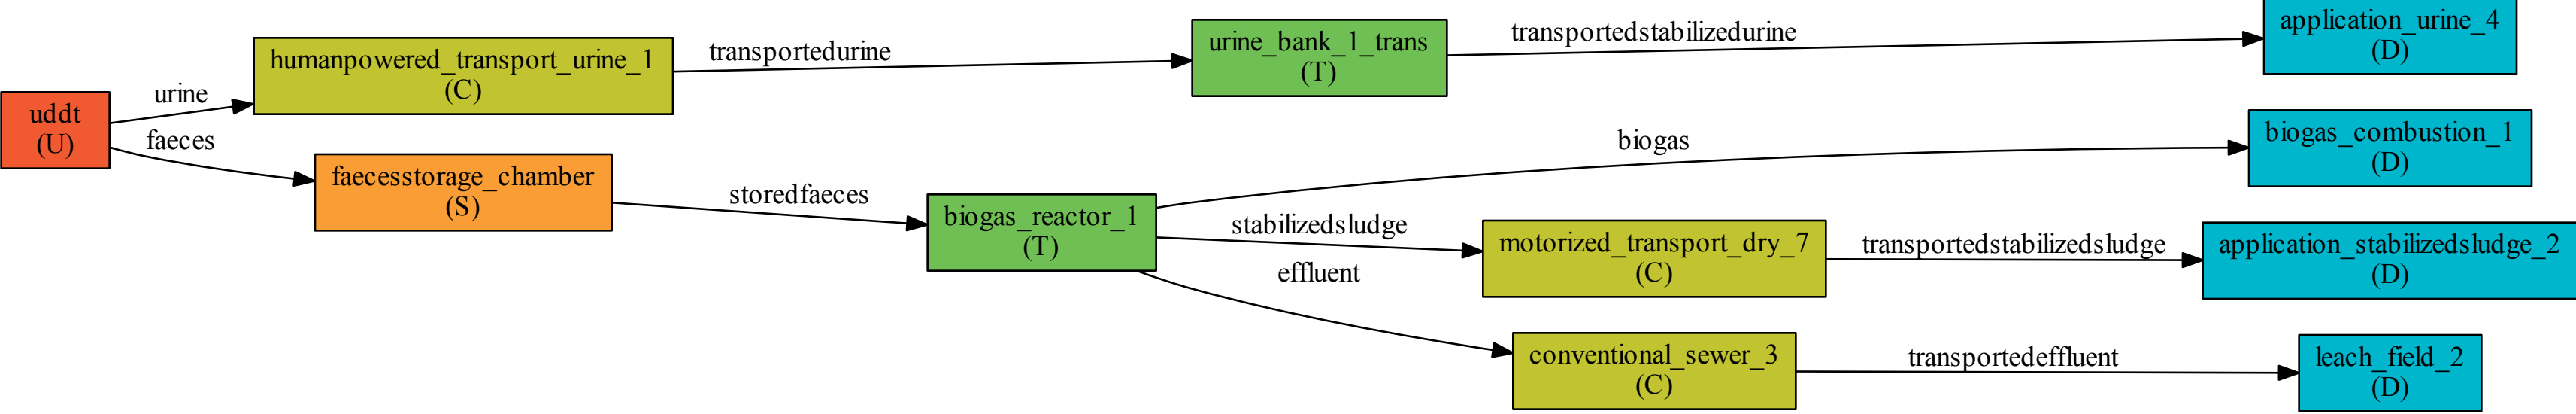 uddt
(U)
urine
faeces
humanpowered_transport_urine_1
(C)
transportedurine
urine_bank_1_trans
(T)
transportedstabilizedurine
application_urine_4
(D)
faecesstorage_chamber
(S)
storedfaeces
biogas_reactor_1
(T)
biogas
biogas_combustion_1
(D)
stabilizedsludge
motorized_transport_dry_7
(C)
transportedstabilizedsludge
application_stabilizedsludge_2
(D)
effluent
conventional_sewer_3
(C)
transportedeffluent
leach_field_2
(D)